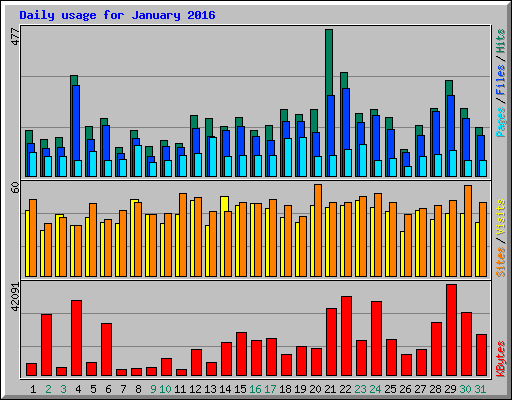 Daily usage for January 2016
477
Pages / Files / Hits
60
Sites / Visits
42091
KBytes
1 2 3 4 5 6 7 8 9 10 11 12 13 14 15 16 17 18 19 20 21 22 23 24 25 26 27 28 29 30 31